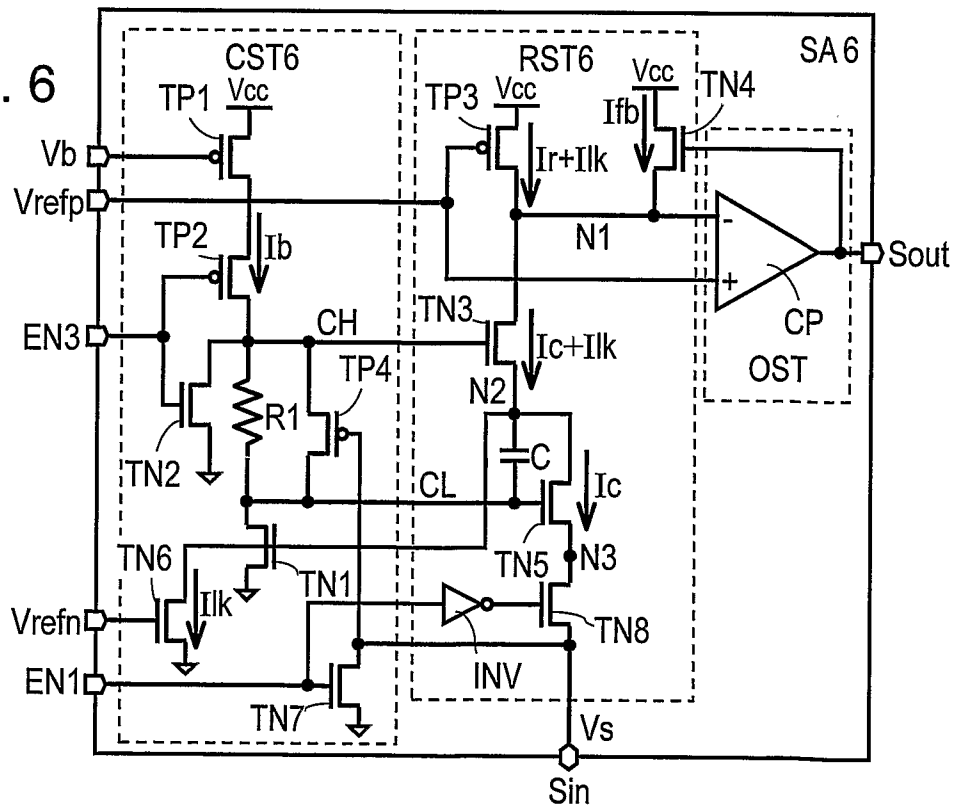 . 6
CST6
RST6
SA 6
Vcc
TP1
Vcc
TP3
Vcc
TN4
Ifb
Vb
Ir+Ilk
Vrefp
TP2
Ib
N1
-
+
CP
Sout
EN3
CH
TN3
Ic+Ilk
OST
TP4
N2
R1
C
TN2
CL
Ic
TN5
N3
TN6
TN1
Ilk
Vrefn
TN8
INV
EN1
TN7
Vs
Sin